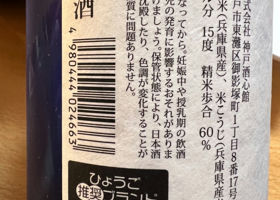 株式会社 神戸酒心館
戸市東灘区御影塚町1丁目8番17号
米(兵庫県産)、米こうじ(兵庫県産
分 15度 精米歩合 60%
なってから。妊娠中や授乳期の飲酒
児の発育に影響するおそれがありま
りましょう。保管状態により、日本酒
沈殿したり、色調が変化することが
質に問題ありません。
酒
4980444024663
ひょうご
推奨ブランド